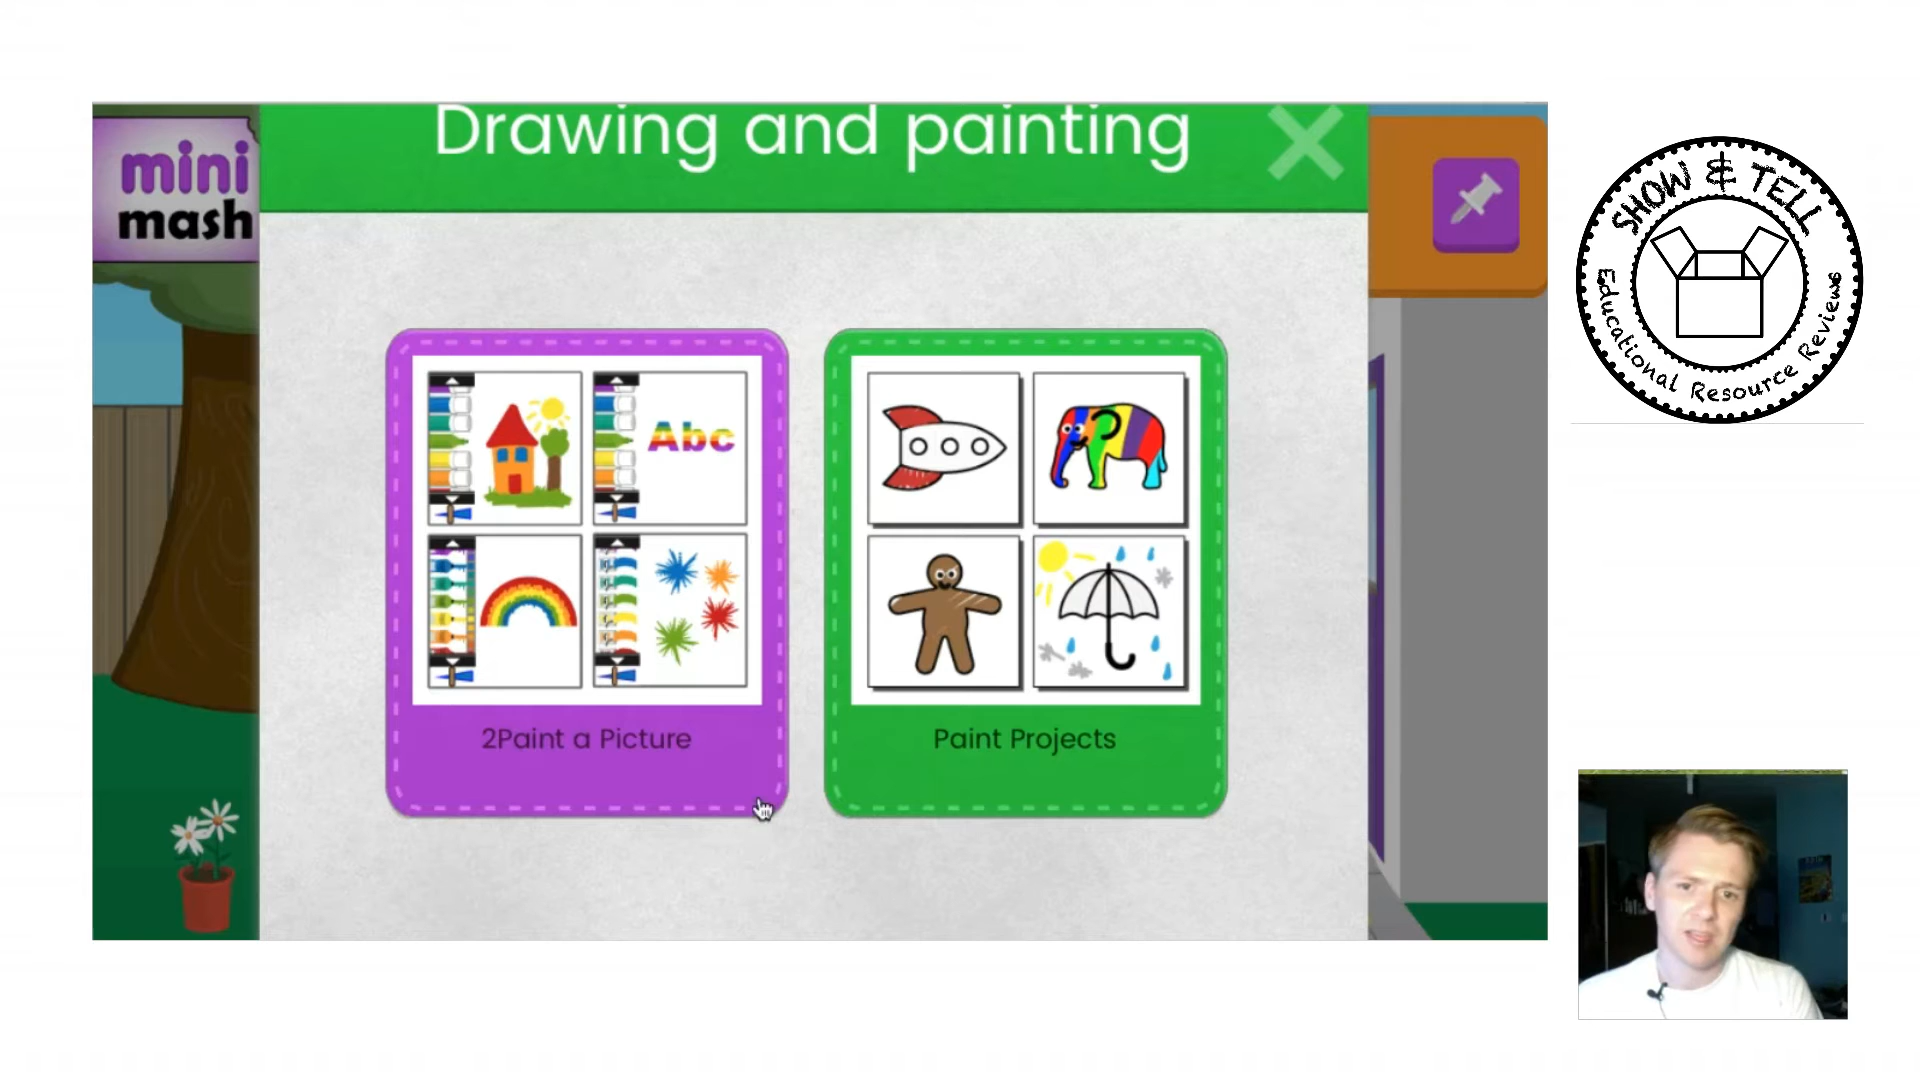 Drawing and painting
mini
mash
Abc
2Paint a Picture
Paint Projects
SHOW & TELL
Educational Resource Reviews